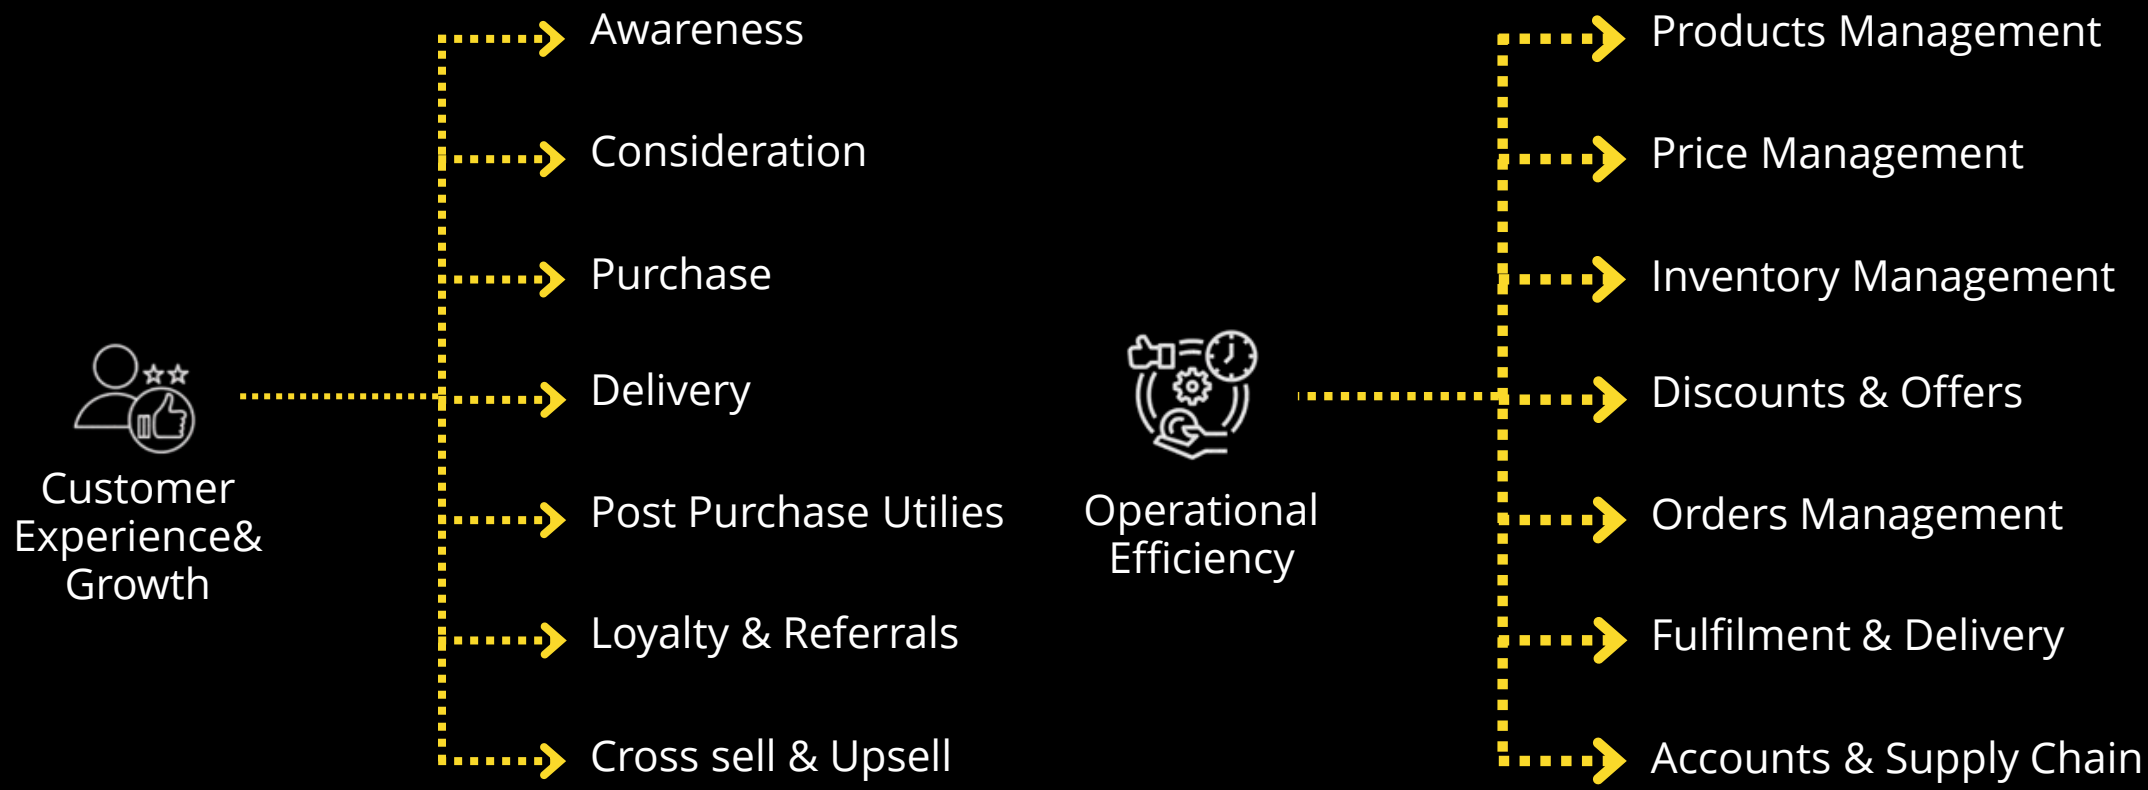 Customer
Experience&
Growth
Awareness
Consideration
Purchase
Delivery
Post Purchase Utilies
Loyalty & Referrals
Cross sell & Upsell
Operational
Efficiency
Products Management
Price Management
Inventory Management
Discounts & Offers
Orders Management
Fulfilment & Delivery
Accounts & Supply Chain